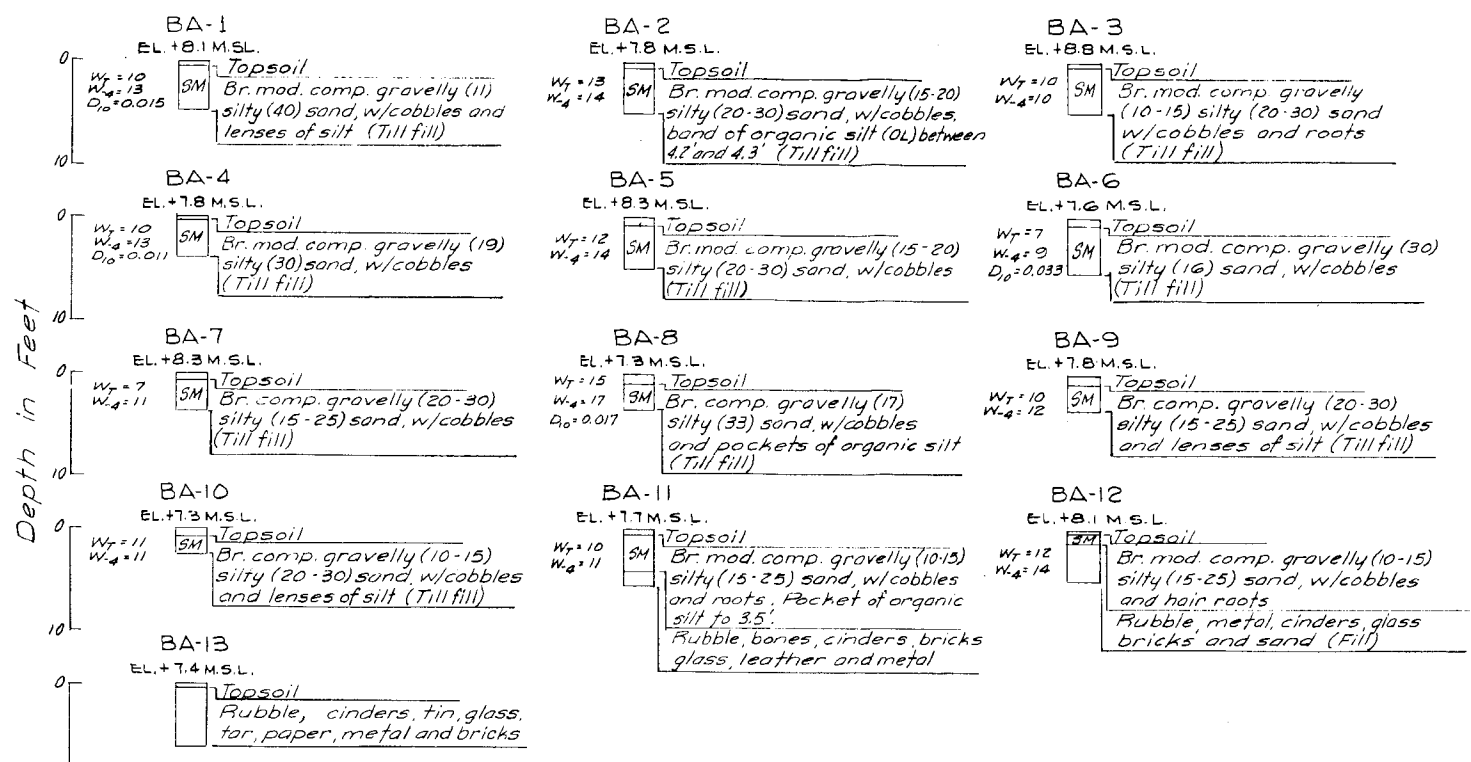 BA-1
EL. +8.1 M.SL.
0
Topsoil
W_T = 10
W_-4 = 13
D_10 = 0.015
SM
Br. mod. comp. gravelly (11)
silty (40) sand, w/cobbles and
lenses of silt (Till fill)
10
BA-2
EL. +7.8 M.S.L.
Topsoil
W_T = 13
W_-4 = 14
SM
Br. mod. comp. gravelly (15-20)
silty (20-30) sand, w/cobbles,
band of organic silt (OL) between
4.2' and 4.3' (Till fill)
BA-3
EL. +8.8 M.S.L.
Topsoil
W_T = 10
W_-4 = 10
SM
Br. mod. comp. gravelly
(10-15) silty (20-30) sand
w/cobbles and roots
(Till fill)
BA-4
EL. +7.8 M.S.L.
0
Topsoil
W_T = 10
W_-4 = 13
D_10 = 0.011
SM
Br. mod. comp. gravelly (19)
silty (30) sand, w/cobbles
(Till fill)
10
BA-5
EL. +8.3 M.S.L.
Topsoil
W_T = 12
W_-4 = 14
SM
Br. mod. comp. gravelly (15-20)
silty (20-30) sand, w/cobbles
(Till fill)
BA-6
EL. +7.6 M.S.L.
Topsoil
W_T = 7
W_-4 = 9
D_10 = 0.033
SM
Br. mod. comp. gravelly (30)
silty (16) sand, w/cobbles
(Till fill)
Depth in Feet
BA-7
EL. +8.3 M.S.L.
0
Topsoil
W_T = 7
W_-4 = 11
SM
Br. comp. gravelly (20-30)
silty (15-25) sand, w/cobbles
(Till fill)
10
BA-8
EL. +7.3 M.S.L.
Topsoil
W_T = 15
W_-4 = 17
D_10 = 0.017
SM
Br. comp. gravelly (17)
silty (33) sand, w/cobbles
and pockets of organic silt
(Till fill)
BA-9
EL. +7.8 M.S.L.
Topsoil
W_T = 10
W_-4 = 12
SM
Br. comp. gravelly (20-30)
silty (15-25) sand, w/cobbles
and lenses of silt (Till fill)
BA-10
EL. +7.3 M.S.L.
0
Topsoil
W_T = 11
W_-4 = 11
SM
Br. comp. gravelly (10-15)
silty (20-30) sand, w/cobbles
and lenses of silt (Till fill)
10
BA-11
EL. +7.7 M.S.L.
Topsoil
W_T = 10
W_-4 = 11
SM
Br. mod. comp. gravelly (10-15)
silty (15-25) sand, w/cobbles
and roots, Pocket of organic
silt to 3.5'.
Rubble, bones, cinders, bricks
glass, leather and metal
BA-12
EL. +8.1 M.S.L.
SM
Topsoil
W_T = 12
W_-4 = 14
Br. mod. comp. gravelly (10-15)
silty (15-25) sand, w/cobbles
and hair roots
Rubble, metal, cinders, glass
bricks and sand (Fill)
BA-13
EL. +7.4 M.S.L.
0
Topsoil
Rubble, cinders, tin, glass,
tar, paper, metal and bricks